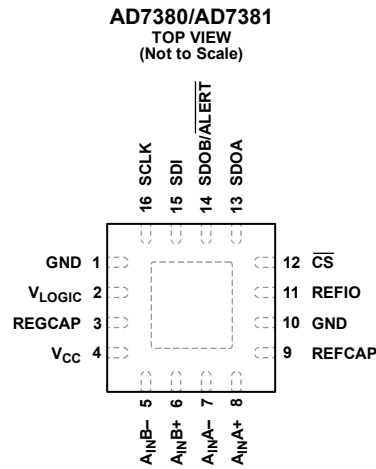 AD7380/AD7381
TOP VIEW
(Not to Scale)
16 SCLK
15 SDI
14 SDOB/ALERT
13 SDOA
GND 1
VLOGIC 2
REGCAP 3
VCC 4
12 CS
11 REFIO
10 GND
9 REFCAP
AINB– 5
AINB+ 6
AINA– 7
AINA+ 8